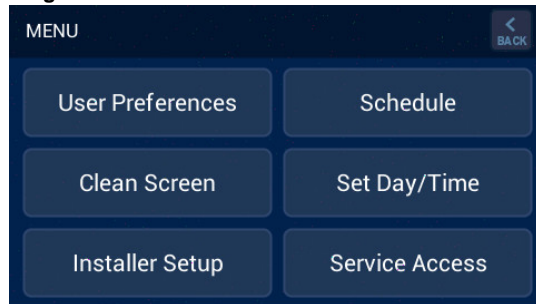 MENU
BACK
User Preferences
Schedule
Clean Screen
Set Day/Time
Installer Setup
Service Access